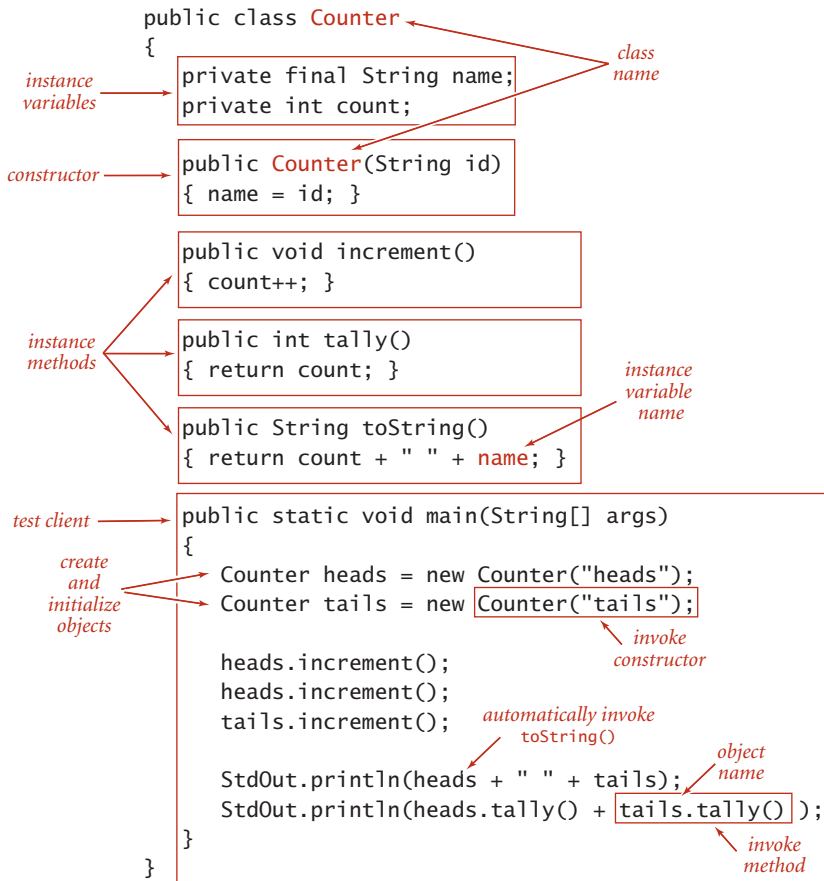 public class Counter
{
class
name
instance
variables
private final String name;
private int count;
constructor
public Counter(String id)
{ name = id; }
public void increment()
{ count++; }
instance
methods
public int tally()
{ return count; }
instance
variable
name
public String toString()
{ return count + " " + name; }
test client
public static void main(String[] args)
{
create
and
initialize
objects
Counter heads = new Counter("heads");
Counter tails = new Counter("tails");
invoke
constructor
heads.increment();
heads.increment();
tails.increment();
automatically invoke
toString()
object
name
StdOut.println(heads + " " + tails);
StdOut.println(heads.tally() + tails.tally() );
}
invoke
method
}